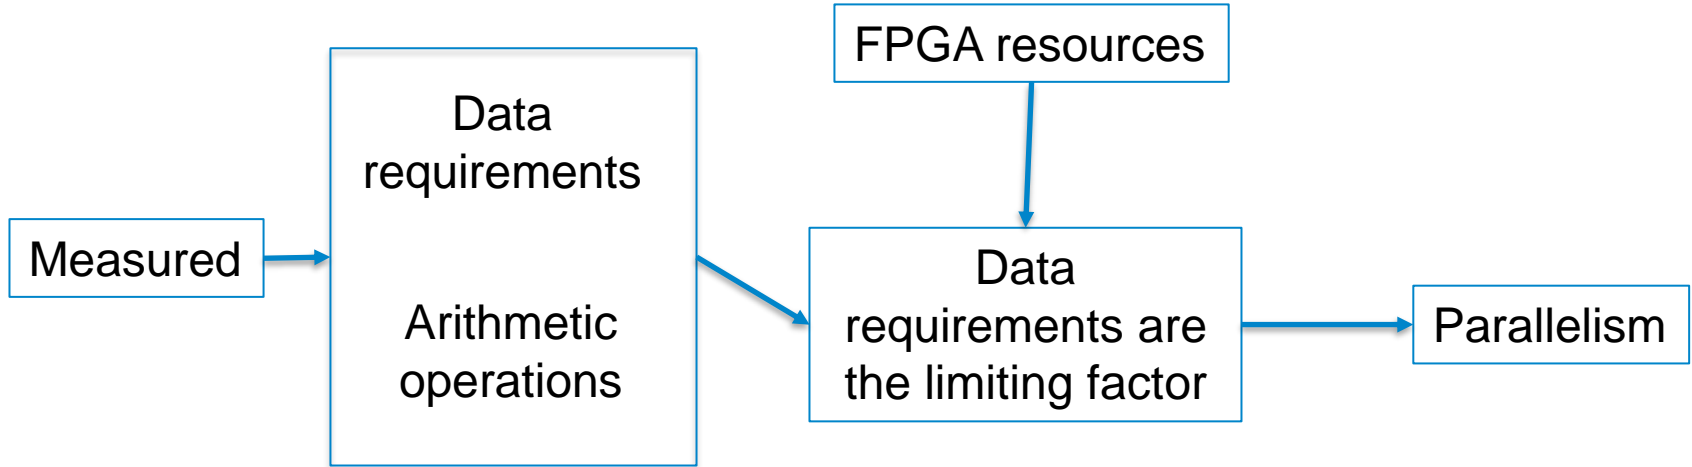 Measured
Data
requirements
Arithmetic
operations
FPGA resources
Data
requirements are
the limiting factor
Parallelism